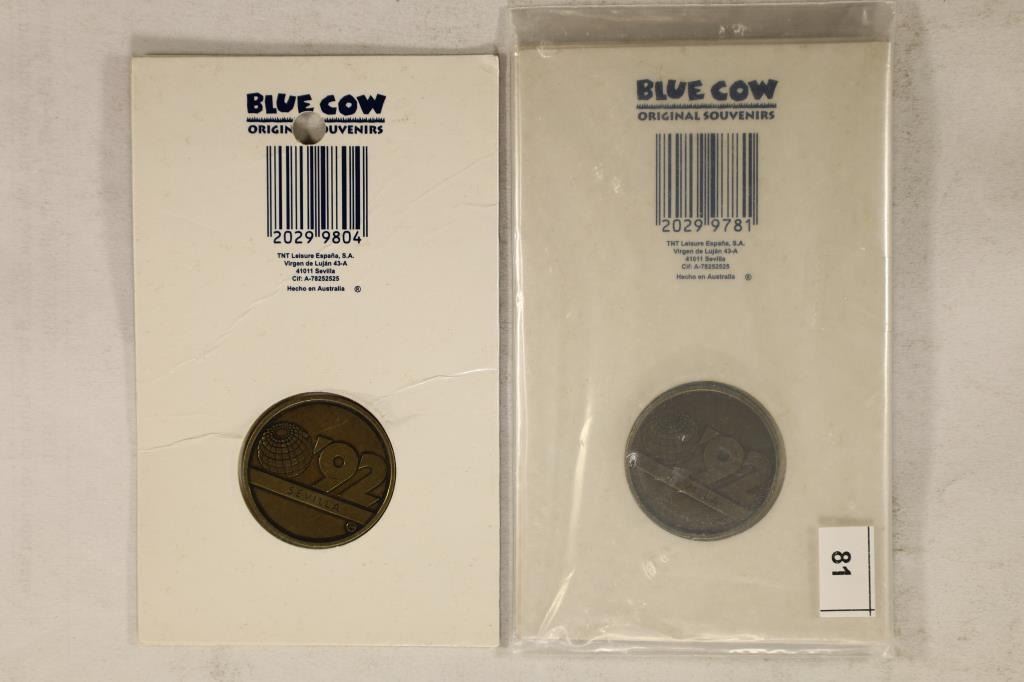 BLUE COW
ORIGINAL SOUVENIRS
2029 9804
TNT Leisure España, S.A.
Virgen de Luján 43-A
41011 Sevilla
Cif: A-78252525
Hecho en Australia ®
'92
SEVILLA
BLUE COW
ORIGINAL SOUVENIRS
2029 9781
TNT Leisure España, S.A.
Virgen de Luján 43-A
41011 Sevilla
Cif: A-78252525
Hecho en Australia ®
'92
81